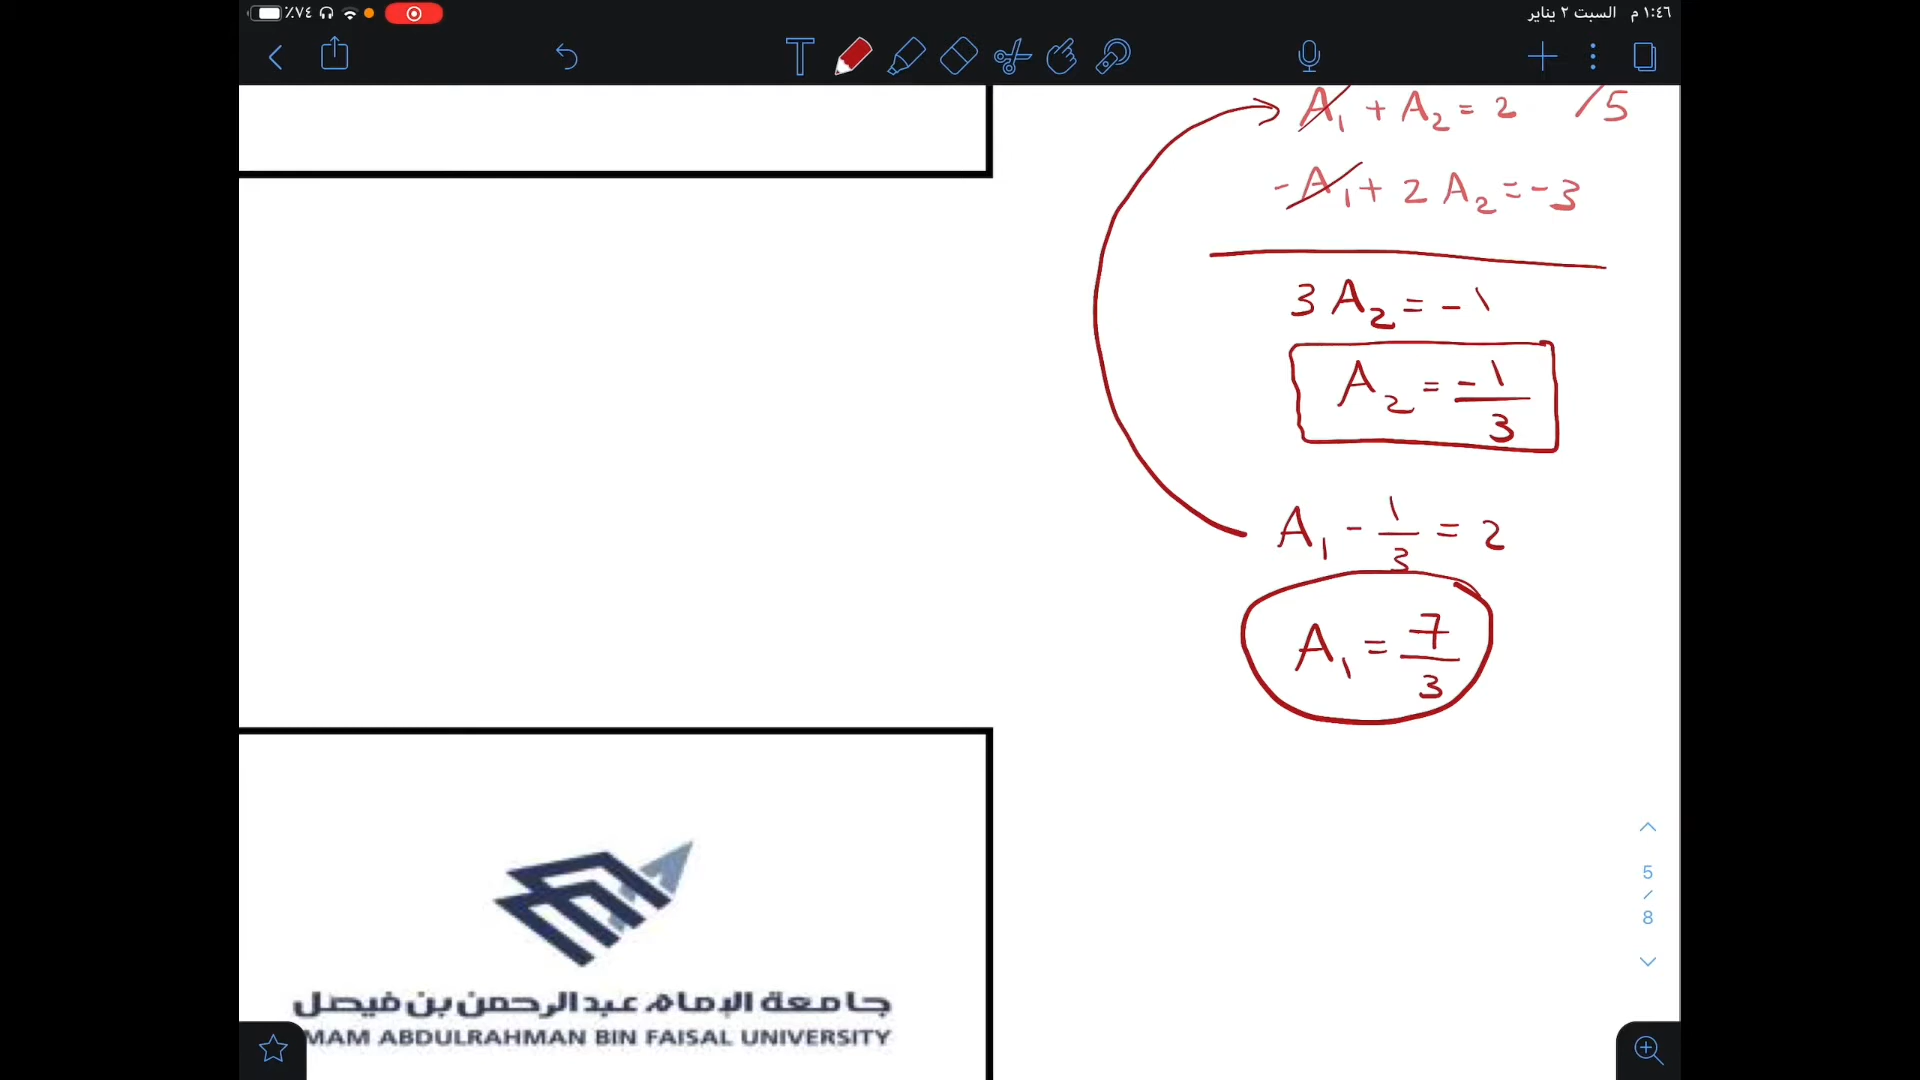 ٪٧٤
١:٤٦ م السبت ٢ يناير
A₁ + A₂ = 2 /5
-A₁ + 2 A₂ = -3
3 A₂ = -1
A₂ = -1/3
A₁ - 1/3 = 2
A₁ = 7/3
5
/
8
جامعة الإمام عبدالرحمن بن فيصل
MAM ABDULRAHMAN BIN FAISAL UNIVERSITY